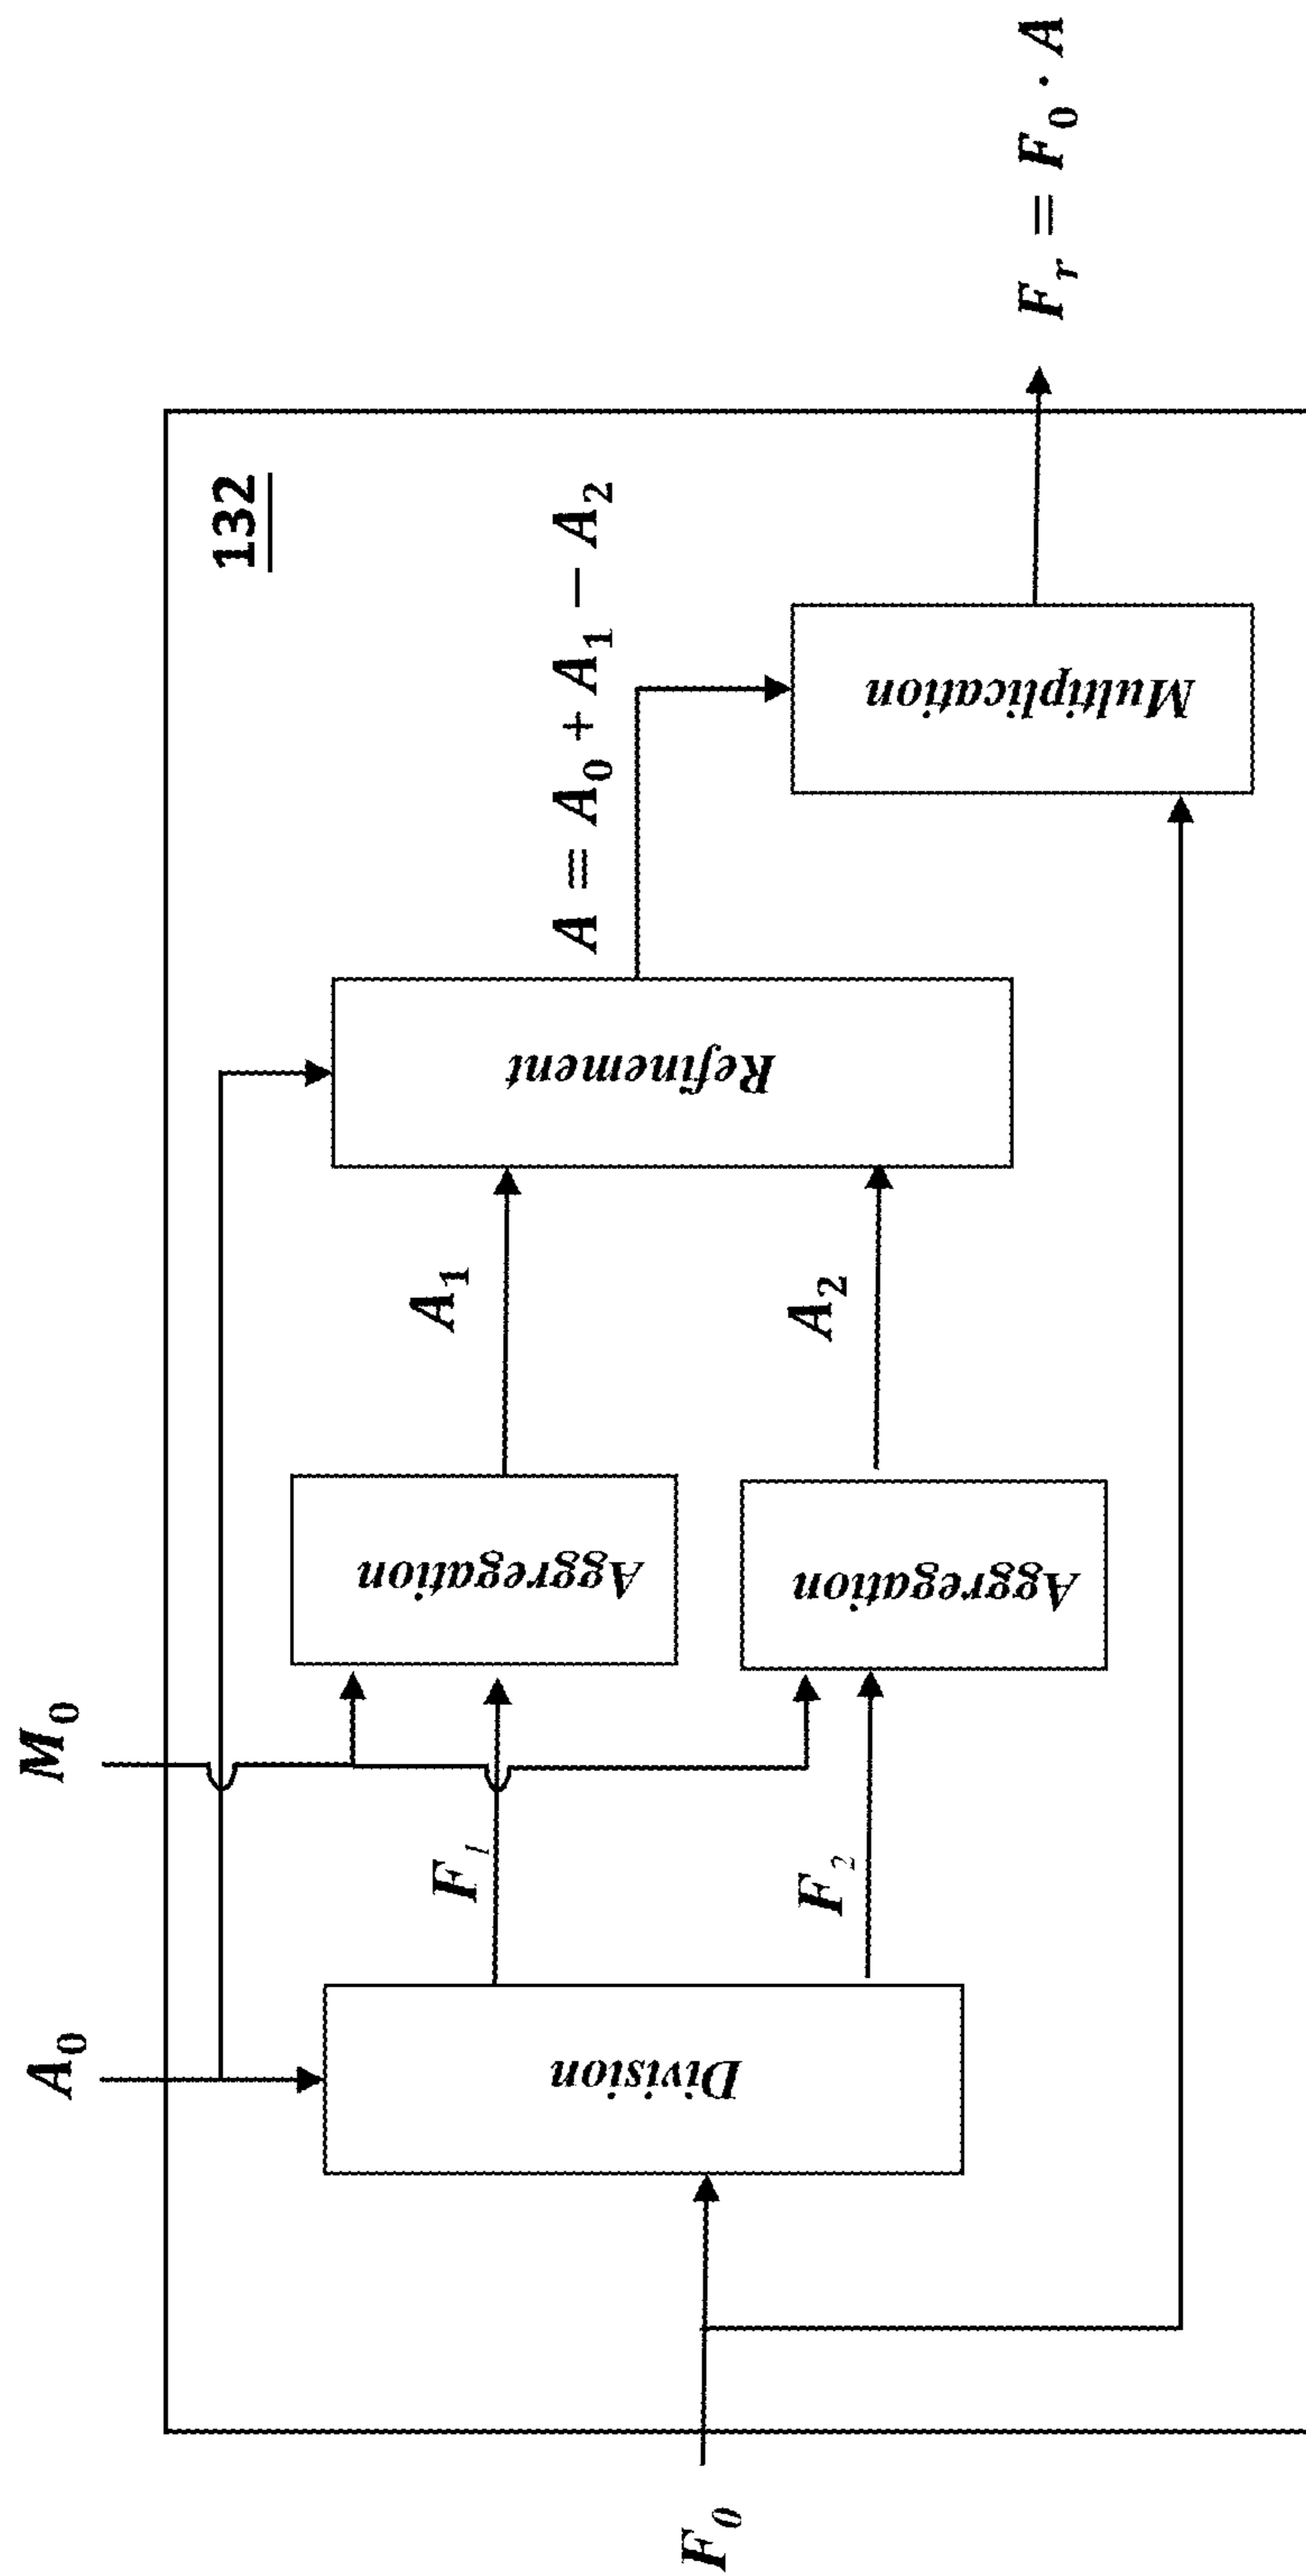 A₀
M₀
132
F₀
Division
F₁
F₂
Aggregation
Aggregation
A₁
A₂
Refinement
A = A₀ + A₁ − A₂
Multiplication
Fᵣ = F₀ · A